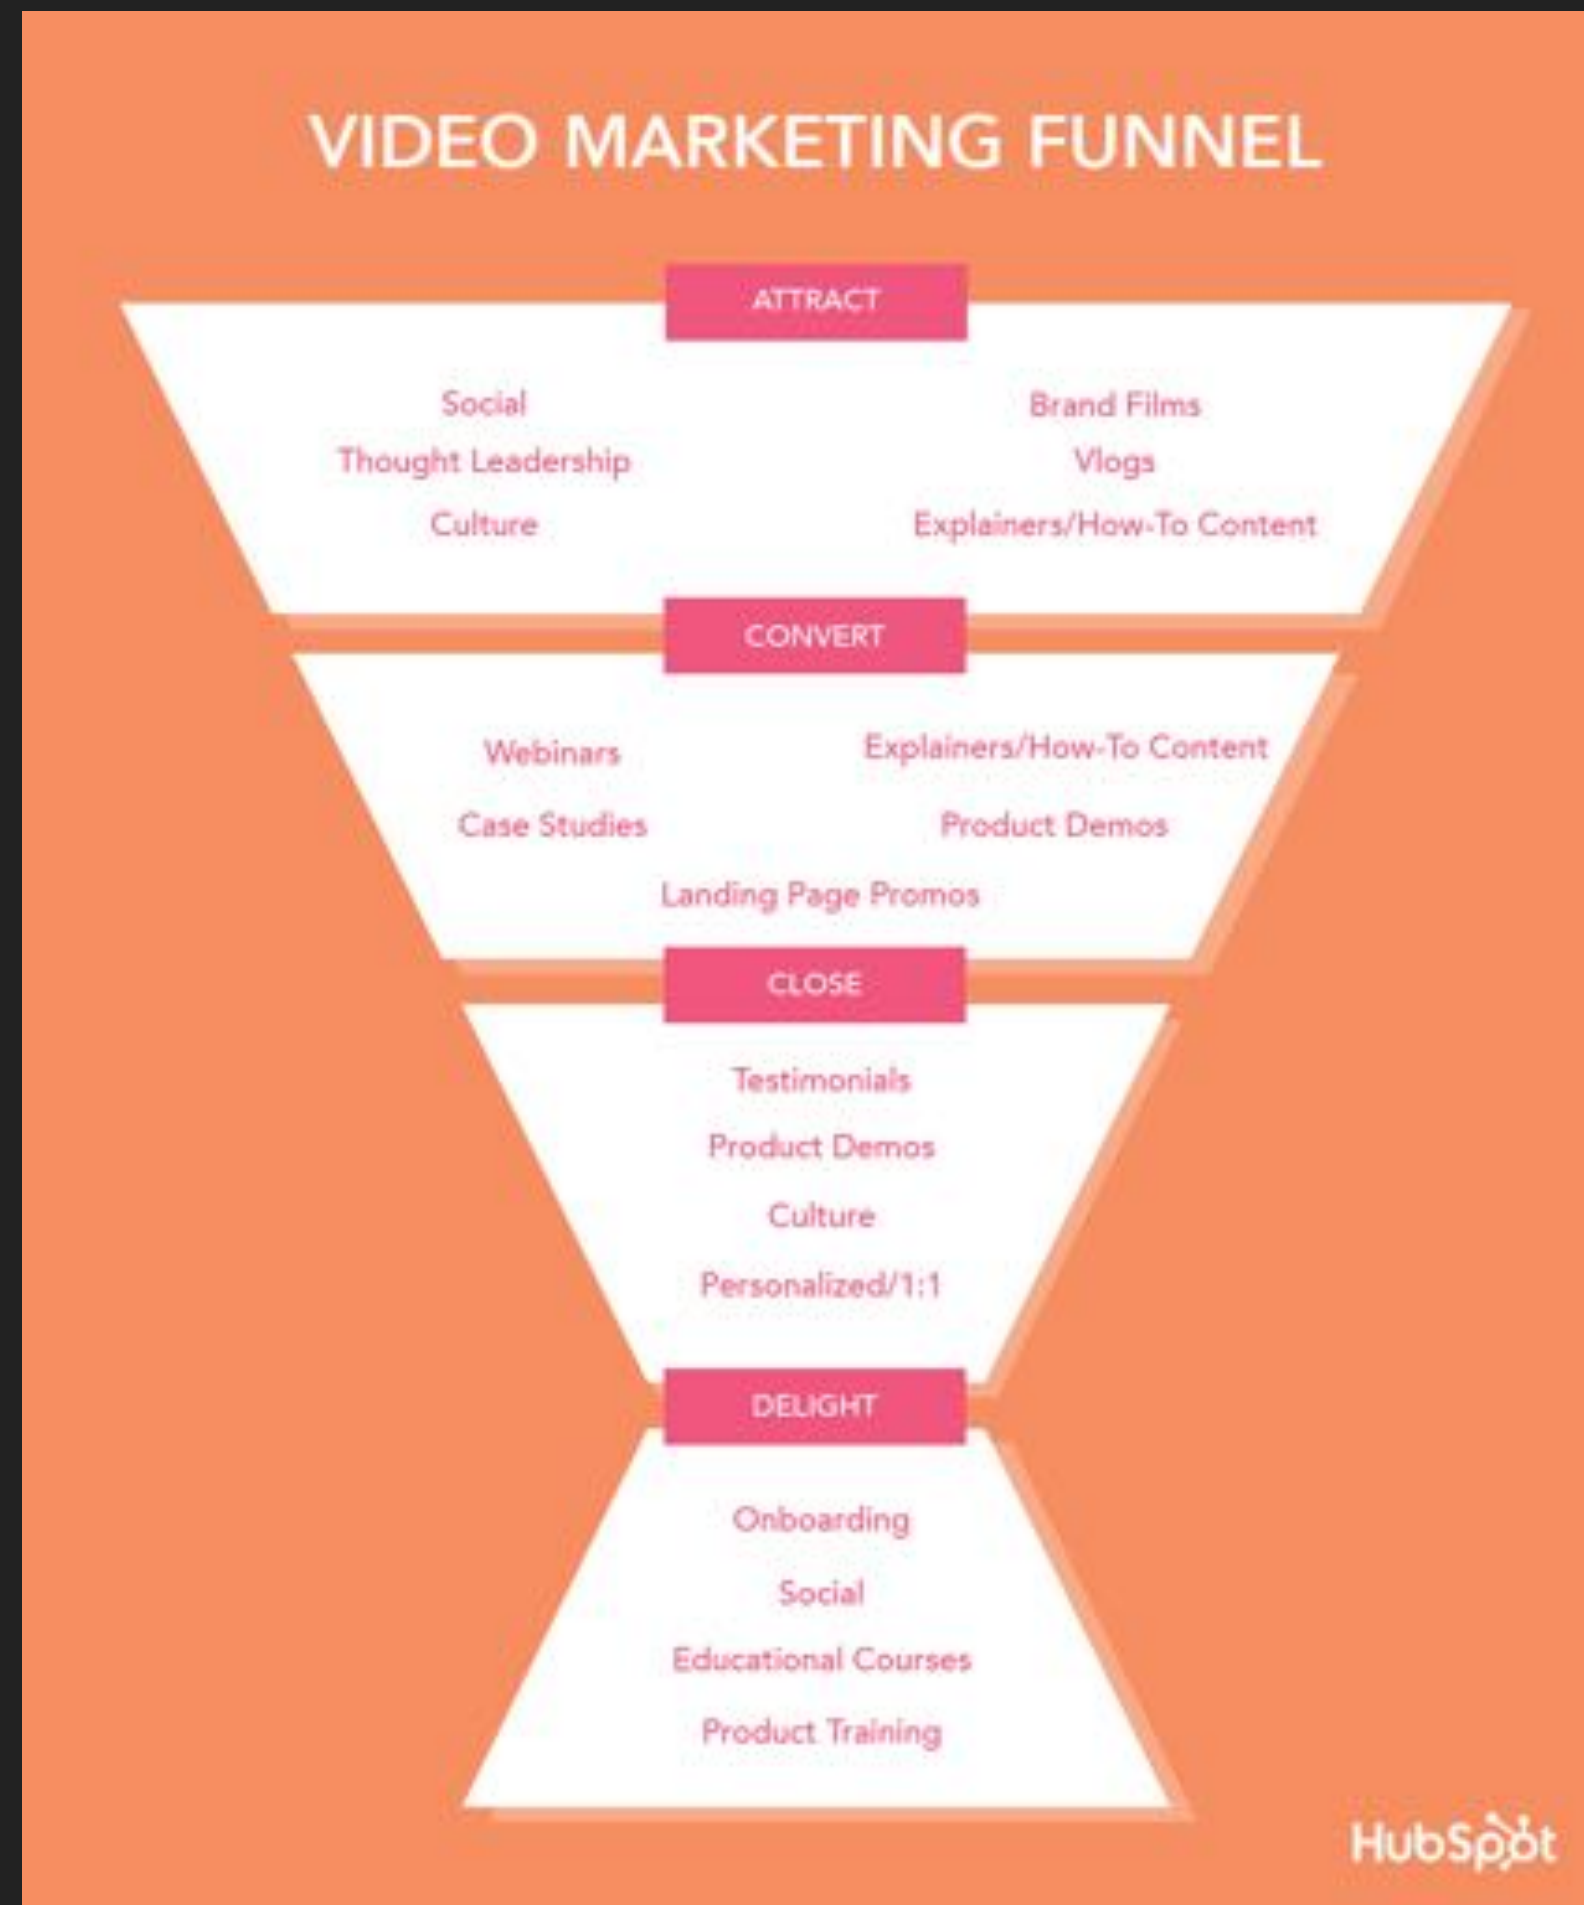 VIDEO MARKETING FUNNEL
ATTRACT
Social
Thought Leadership
Culture
Brand Films
Vlogs
Explainers/How-To Content
CONVERT
Webinars
Case Studies
Explainers/How-To Content
Product Demos
Landing Page Promos
CLOSE
Testimonials
Product Demos
Culture
Personalized/1:1
DELIGHT
Onboarding
Social
Educational Courses
Product Training
HubSpot